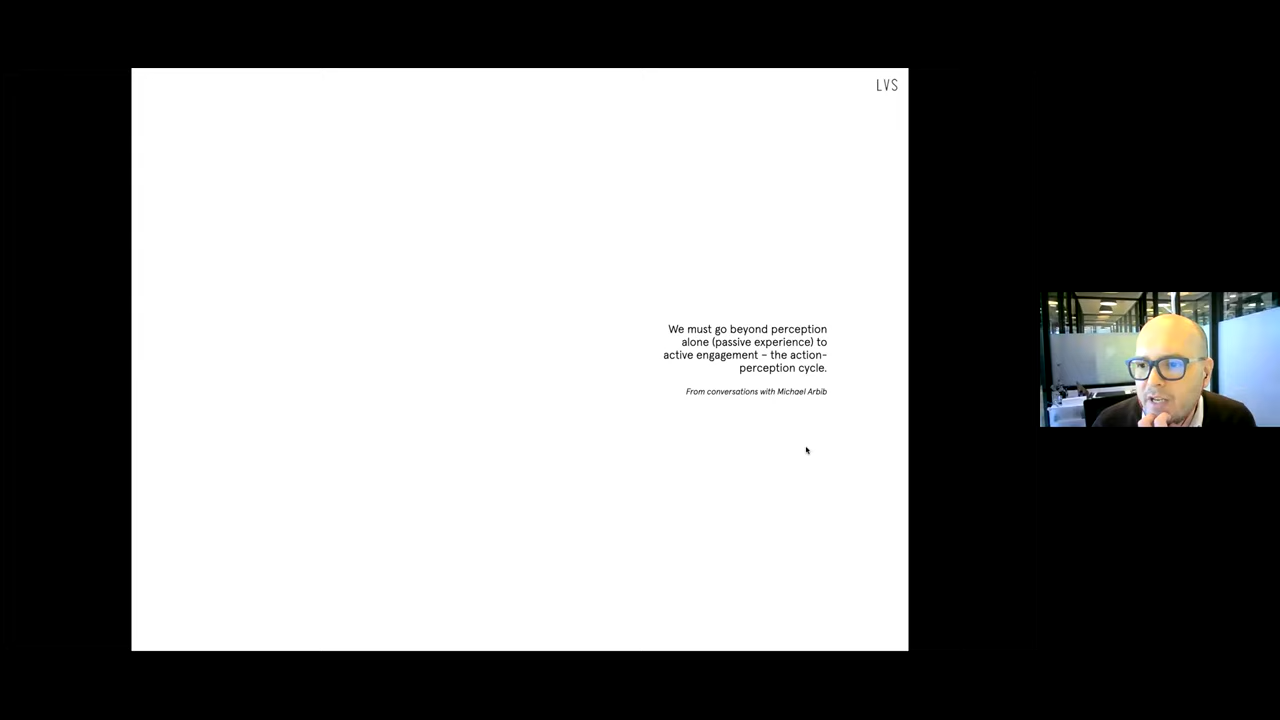 LVS
We must go beyond perception
alone (passive experience) to
active engagement – the action-
perception cycle.
From conversations with Michael Arbib